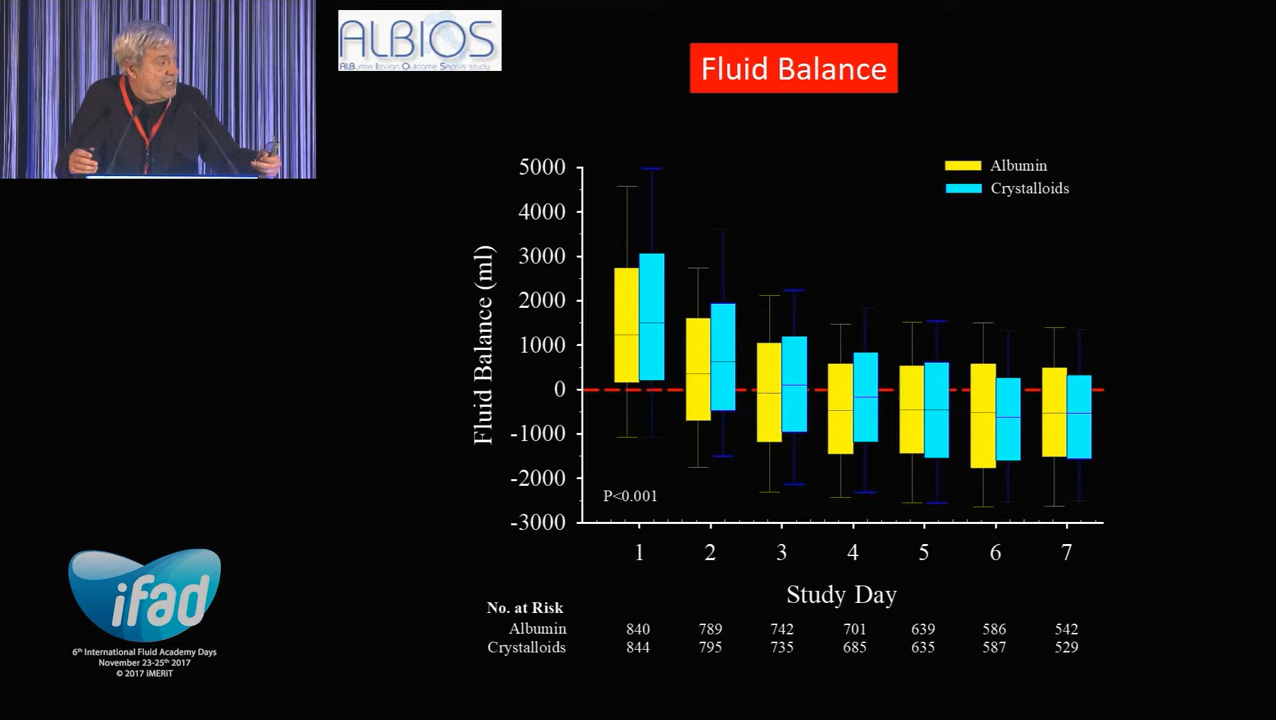 ALBIOS
ALBumin Italian Outcome Sepsis study
Fluid Balance
Albumin
Crystalloids
Fluid Balance (ml)
5000
4000
3000
2000
1000
0
-1000
-2000
-3000
P<0.001
1 2 3 4 5 6 7
Study Day
No. at Risk
Albumin 840 789 742 701 639 586 542
Crystalloids 844 795 735 685 635 587 529
ifad
6th International Fluid Academy Days
November 23-25th 2017
© 2017 iMERiT